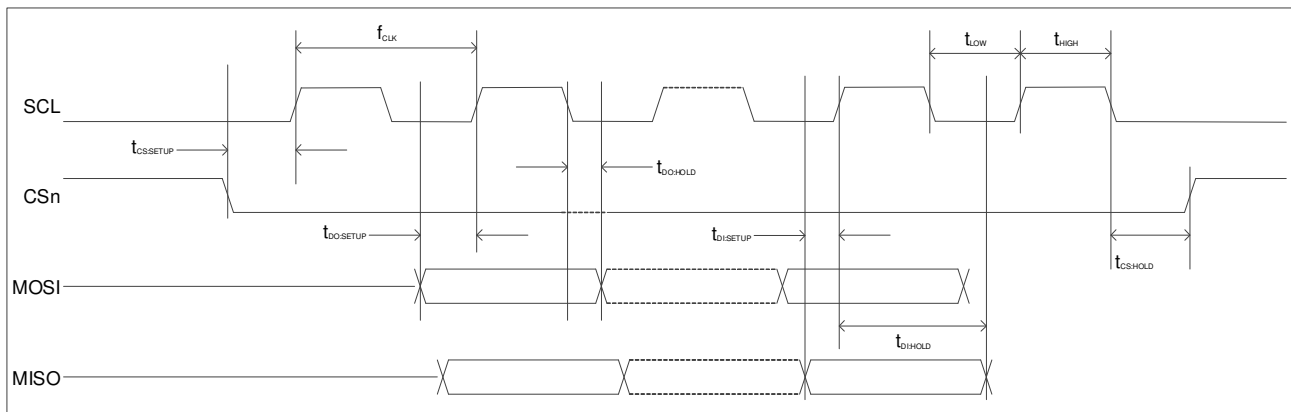 fCLK
tLOW
tHIGH
SCL
tCS:SETUP
tDO:HOLD
CSn
tDO:SETUP
tDI:SETUP
tCS:HOLD
MOSI
tDI:HOLD
MISO